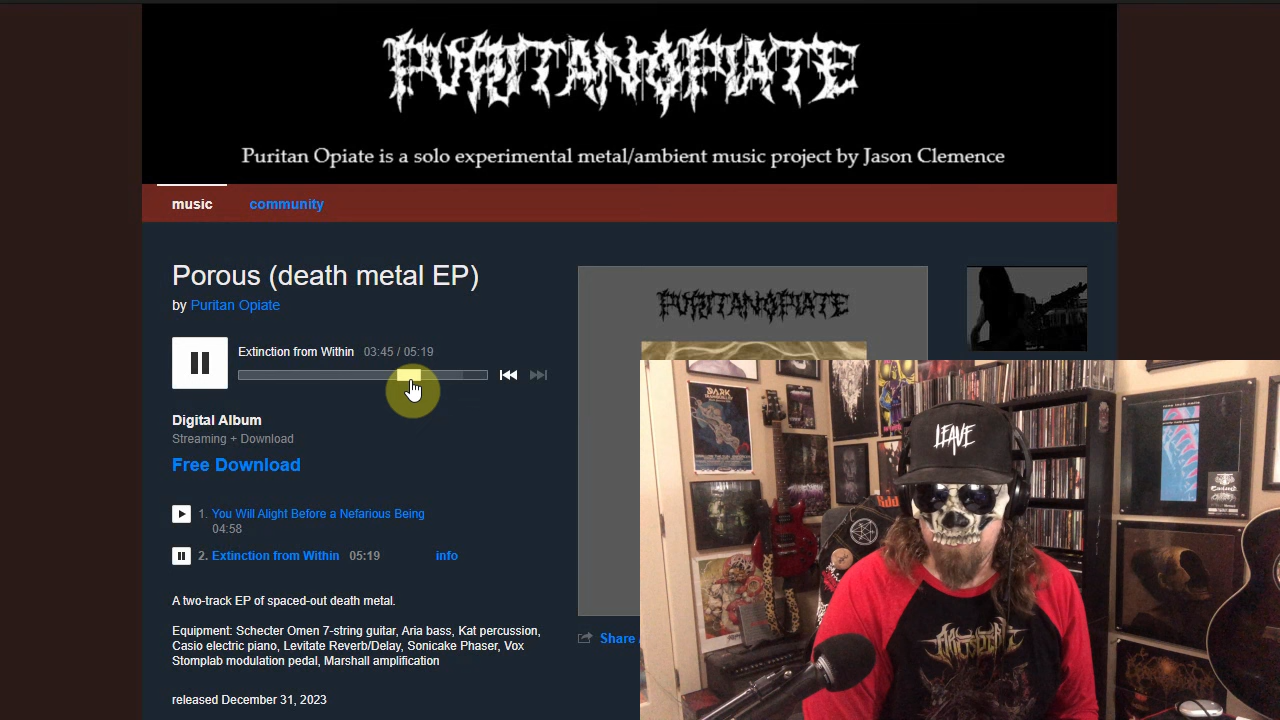 PURITAN OPIATE
Puritan Opiate is a solo experimental metal/ambient music project by Jason Clemence
music
community
Porous (death metal EP)
by Puritan Opiate
Extinction from Within 03:45 / 05:19
Digital Album
Streaming + Download
Free Download
1. You Will Alight Before a Nefarious Being
04:58
2. Extinction from Within 05:19 info
A two-track EP of spaced-out death metal.
Equipment: Schecter Omen 7-string guitar, Aria bass, Kat percussion,
Casio electric piano, Levitate Reverb/Delay, Sonicake Phaser, Vox
Stomplab modulation pedal, Marshall amplification
released December 31, 2023
PURITAN OPIATE
Share
LEAVE